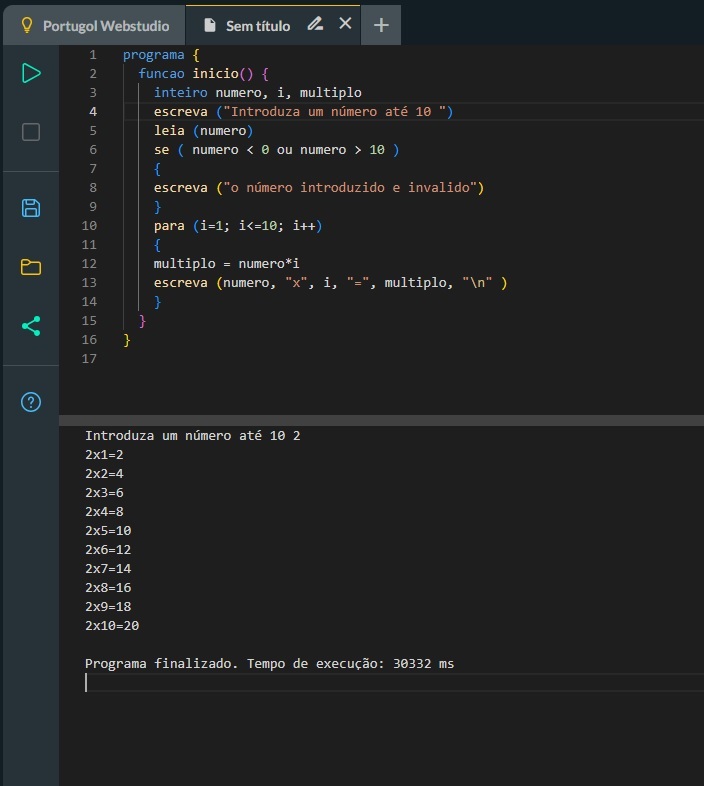 Portugol Webstudio Sem título
1 programa {
2 funcao inicio() {
3 inteiro numero, i, multiplo
4 escreva ("Introduza um número até 10 ")
5 leia (numero)
6 se ( numero < 0 ou numero > 10 )
7 {
8 escreva ("o número introduzido e invalido")
9 }
10 para (i=1; i<=10; i++)
11 {
12 multiplo = numero*i
13 escreva (numero, "x", i, "=", multiplo, "\n" )
14 }
15 }
16 }
17
Introduza um número até 10 2
2x1=2
2x2=4
2x3=6
2x4=8
2x5=10
2x6=12
2x7=14
2x8=16
2x9=18
2x10=20
Programa finalizado. Tempo de execução: 30332 ms